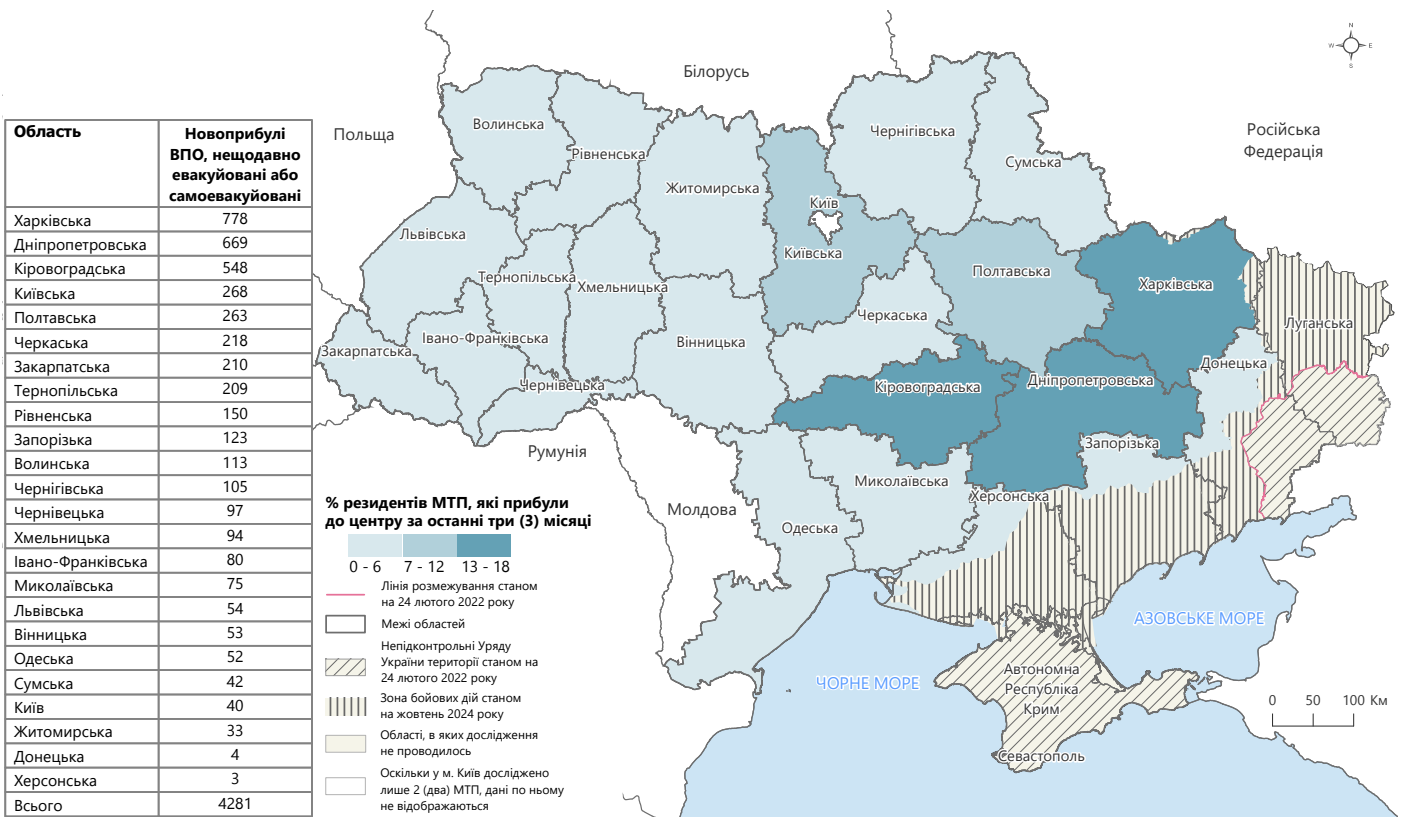 Область
Новоприбулі
ВПО, нещодавно
евакуйовані або
самоевакуйовані
Харківська 778
Дніпропетровська 669
Кіровоградська 548
Київська 268
Полтавська 263
Черкаська 218
Закарпатська 210
Тернопільська 209
Рівненська 150
Запорізька 123
Волинська 113
Чернігівська 105
Чернівецька 97
Хмельницька 94
Івано-Франківська 80
Миколаївська 75
Львівська 54
Вінницька 53
Одеська 52
Сумська 42
Київ 40
Житомирська 33
Донецька 4
Херсонська 3
Всього 4281
Білорусь
Польща
Російська
Федерація
Румунія
Молдова
Волинська
Рівненська
Житомирська
Чернігівська
Сумська
Київ
Київська
Львівська
Тернопільська
Хмельницька
Полтавська
Харківська
Луганська
Черкаська
Вінницька
Івано-Франківська
Закарпатська
Чернівецька
Кіровоградська
Дніпропетровська
Донецька
Запорізька
Миколаївська
Херсонська
Одеська
АЗОВСЬКЕ МОРЕ
ЧОРНЕ МОРЕ
Автономна
Республіка
Крим
Севастополь
N
W
E
S
0 50 100 Км
% резидентів МТП, які прибули
до центру за останні три (3) місяці
0 - 6 7 - 12 13 - 18
Лінія розмежування станом
на 24 лютого 2022 року
Межі областей
Непідконтрольні Уряду
України території станом на
24 лютого 2022 року
Зона бойових дій станом
на жовтень 2024 року
Області, в яких дослідження
не проводилось
Оскільки у м. Київ досліджено
лише 2 (два) МТП, дані по ньому
не відображаються